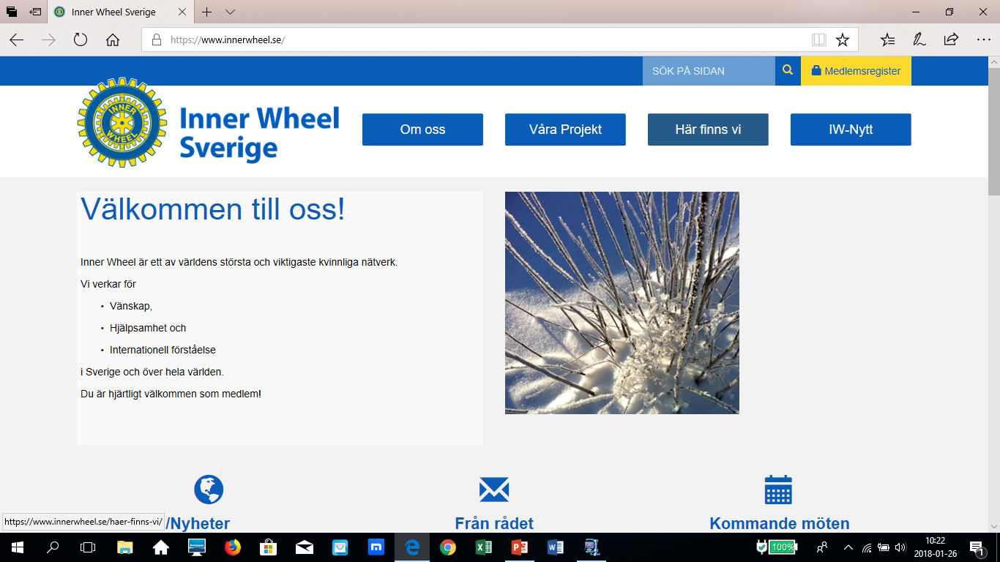 Inner Wheel Sverige
https://www.innerwheel.se/
SÖK PÅ SIDAN
Medlemsregister
INNER
WHEEL
Inner Wheel
Sverige
Om oss
Våra Projekt
Här finns vi
IW-Nytt
Välkommen till oss!
Inner Wheel är ett av världens största och viktigaste kvinnliga nätverk.
Vi verkar för
• Vänskap,
• Hjälpsamhet och
• Internationell förståelse
i Sverige och över hela världen.
Du är hjärtligt välkommen som medlem!
/Nyheter
Från rådet
Kommande möten
https://www.innerwheel.se/haer-finns-vi/
100%
10:22
2018-01-26
1